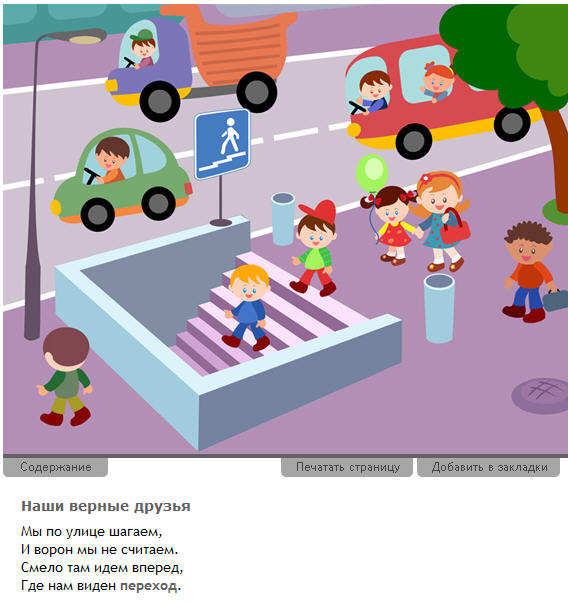 Содержание
Печатать страницу
Добавить в закладки
Наши верные друзья
Мы по улице шагаем,
И ворон мы не считаем.
Смело там идем вперед,
Где нам виден переход.